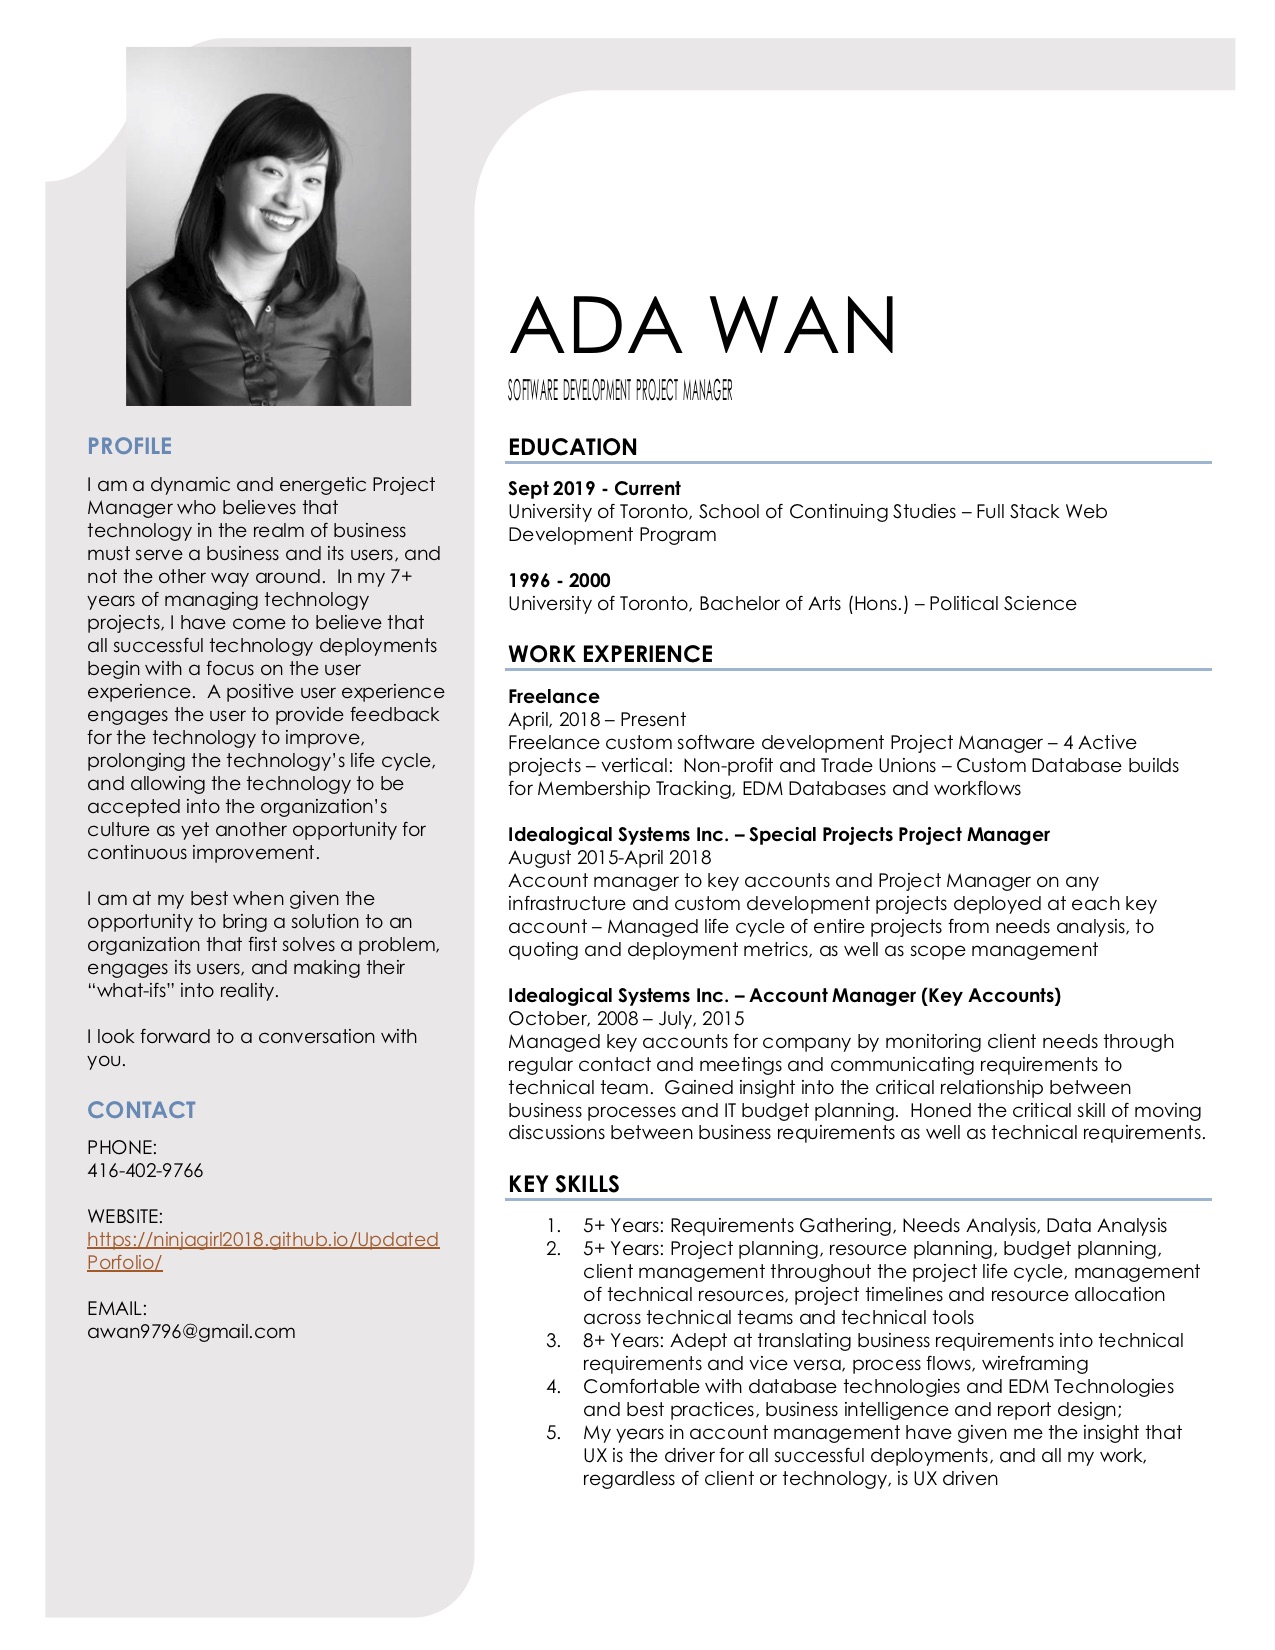 ADA WAN
SOFTWARE DEVELOPMENT PROJECT MANAGER
PROFILE
I am a dynamic and energetic Project
Manager who believes that
technology in the realm of business
must serve a business and its users, and
not the other way around.  In my 7+
years of managing technology
projects, I have come to believe that
all successful technology deployments
begin with a focus on the user
experience.  A positive user experience
engages the user to provide feedback
for the technology to improve,
prolonging the technology’s life cycle,
and allowing the technology to be
accepted into the organization’s
culture as yet another opportunity for
continuous improvement.
I am at my best when given the
opportunity to bring a solution to an
organization that first solves a problem,
engages its users, and making their
“what-ifs” into reality.
I look forward to a conversation with
you.
CONTACT
PHONE:
416-402-9766
WEBSITE:
https://ninjagirl2018.github.io/Updated
Porfolio/
EMAIL:
awan9796@gmail.com
EDUCATION
Sept 2019 - Current
University of Toronto, School of Continuing Studies – Full Stack Web
Development Program
1996 - 2000
University of Toronto, Bachelor of Arts (Hons.) – Political Science
WORK EXPERIENCE
Freelance
April, 2018 – Present
Freelance custom software development Project Manager – 4 Active
projects – vertical:  Non-profit and Trade Unions – Custom Database builds
for Membership Tracking, EDM Databases and workflows
Idealogical Systems Inc. – Special Projects Project Manager
August 2015-April 2018
Account manager to key accounts and Project Manager on any
infrastructure and custom development projects deployed at each key
account – Managed life cycle of entire projects from needs analysis, to
quoting and deployment metrics, as well as scope management
Idealogical Systems Inc. – Account Manager (Key Accounts)
October, 2008 – July, 2015
Managed key accounts for company by monitoring client needs through
regular contact and meetings and communicating requirements to
technical team.  Gained insight into the critical relationship between
business processes and IT budget planning.  Honed the critical skill of moving
discussions between business requirements as well as technical requirements.
KEY SKILLS
1. 5+ Years: Requirements Gathering, Needs Analysis, Data Analysis
2. 5+ Years: Project planning, resource planning, budget planning,
client management throughout the project life cycle, management
of technical resources, project timelines and resource allocation
across technical teams and technical tools
3. 8+ Years: Adept at translating business requirements into technical
requirements and vice versa, process flows, wireframing
4. Comfortable with database technologies and EDM Technologies
and best practices, business intelligence and report design;
5. My years in account management have given me the insight that
UX is the driver for all successful deployments, and all my work,
regardless of client or technology, is UX driven